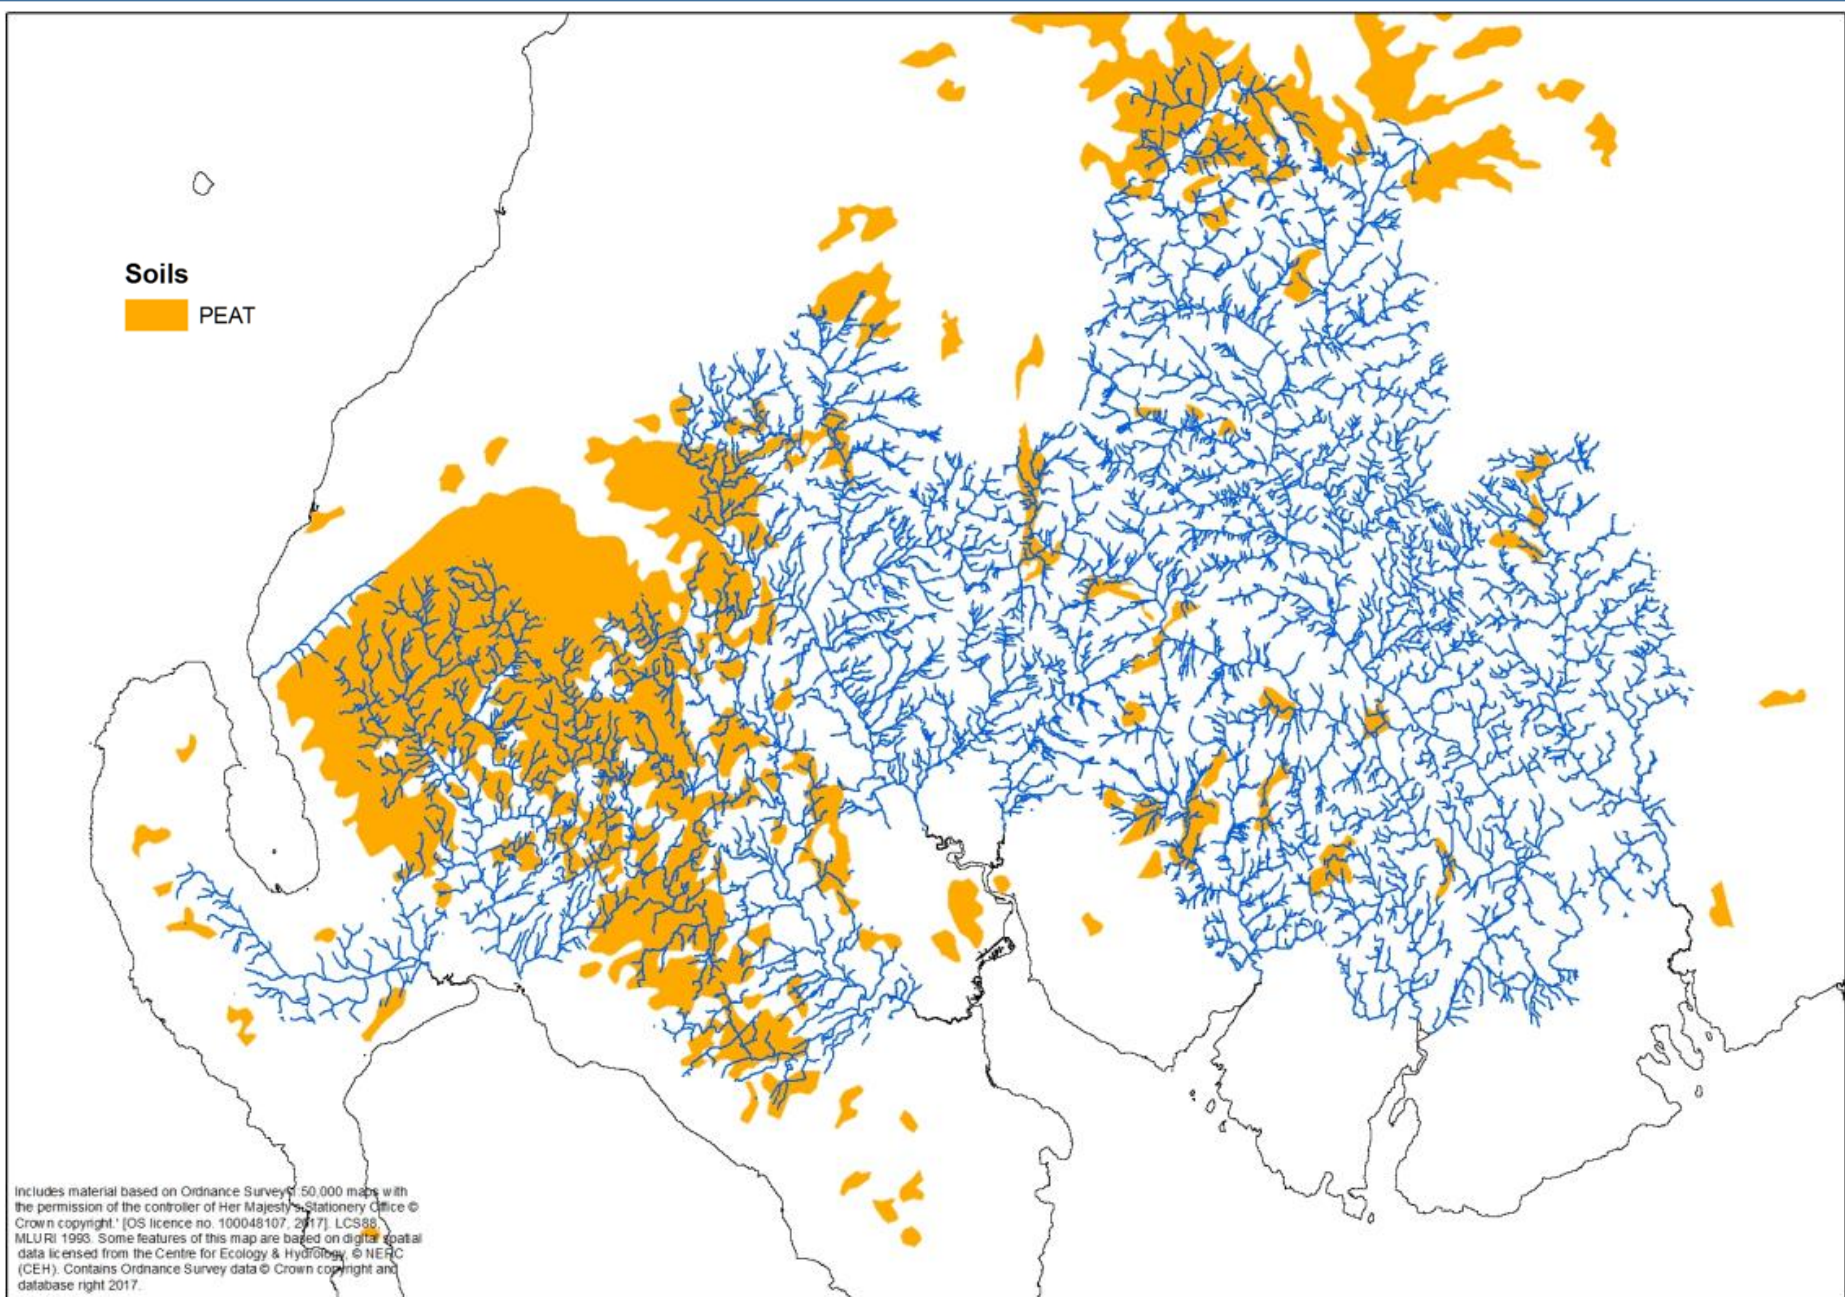 Soils
PEAT
Includes material based on Ordnance Survey 1:50,000 maps with
the permission of the controller of Her Majesty's Stationery Office ©
Crown copyright.' [OS licence no. 100048107, 2017]. LCS88,
MLURI 1993. Some features of this map are based on digital spatial
data licensed from the Centre for Ecology & Hydrology, © NERC
(CEH). Contains Ordnance Survey data © Crown copyright and
database right 2017.